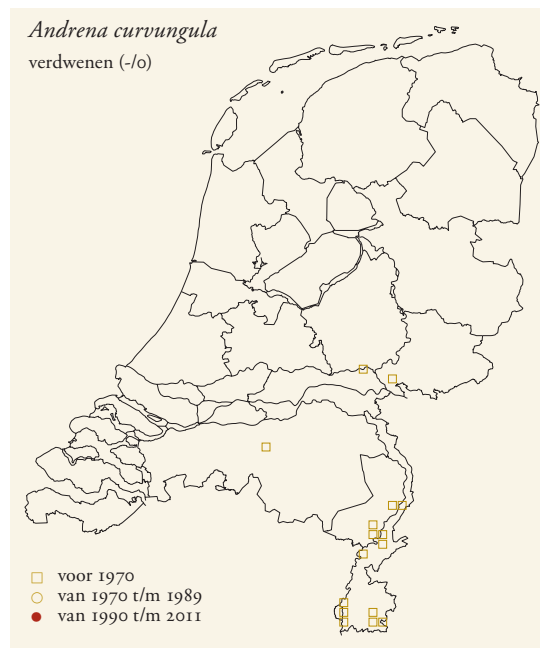 Andrena curvungula
verdwenen (-/0)
voor 1970
van 1970 t/m 1989
van 1990 t/m 2011